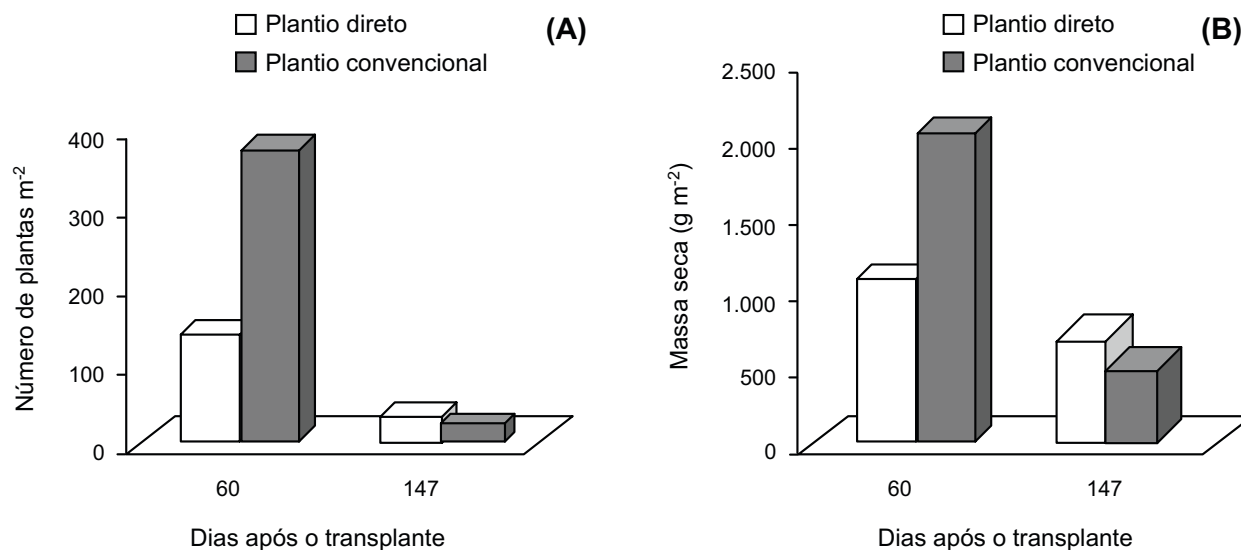 Plantio direto
Plantio convencional
(A)
Número de plantas m-2
400
300
200
100
0
60 147
Dias após o transplante
Plantio direto
Plantio convencional
(B)
Massa seca (g m-2)
2.500
2.000
1.500
1.000
500
0
60 147
Dias após o transplante